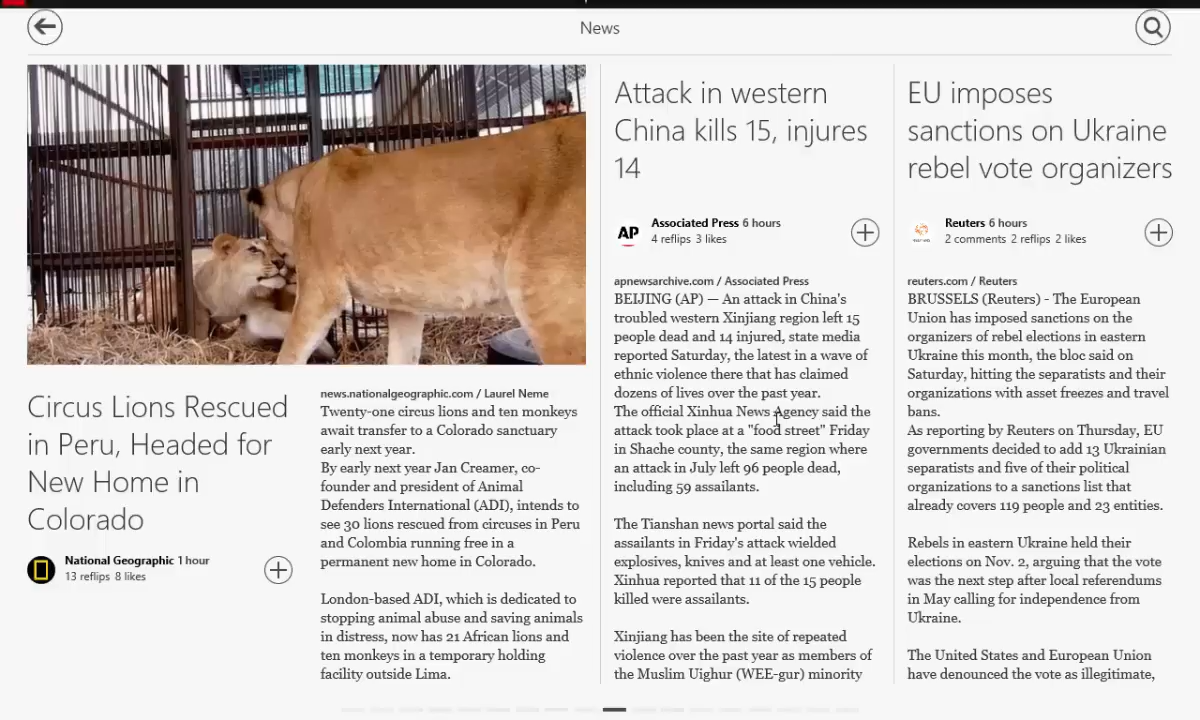 News
Circus Lions Rescued
in Peru, Headed for
New Home in
Colorado
National Geographic 1 hour
13 reflips 8 likes
news.nationalgeographic.com / Laurel Neme
Twenty-one circus lions and ten monkeys
await transfer to a Colorado sanctuary
early next year.
By early next year Jan Creamer, co-
founder and president of Animal
Defenders International (ADI), intends to
see 30 lions rescued from circuses in Peru
and Colombia running free in a
permanent new home in Colorado.
London-based ADI, which is dedicated to
stopping animal abuse and saving animals
in distress, now has 21 African lions and
ten monkeys in a temporary holding
facility outside Lima.
Attack in western
China kills 15, injures
14
AP
Associated Press 6 hours
4 reflips 3 likes
apnewsarchive.com / Associated Press
BEIJING (AP) — An attack in China's
troubled western Xinjiang region left 15
people dead and 14 injured, state media
reported Saturday, the latest in a wave of
ethnic violence there that has claimed
dozens of lives over the past year.
The official Xinhua News Agency said the
attack took place at a "food street" Friday
in Shache county, the same region where
an attack in July left 96 people dead,
including 59 assailants.
The Tianshan news portal said the
assailants in Friday's attack wielded
explosives, knives and at least one vehicle.
Xinhua reported that 11 of the 15 people
killed were assailants.
Xinjiang has been the site of repeated
violence over the past year as members of
the Muslim Uighur (WEE-gur) minority
EU imposes
sanctions on Ukraine
rebel vote organizers
Reuters 6 hours
2 comments 2 reflips 2 likes
reuters.com / Reuters
BRUSSELS (Reuters) - The European
Union has imposed sanctions on the
organizers of rebel elections in eastern
Ukraine this month, the bloc said on
Saturday, hitting the separatists and their
organizations with asset freezes and travel
bans.
As reporting by Reuters on Thursday, EU
governments decided to add 13 Ukrainian
separatists and five of their political
organizations to a sanctions list that
already covers 119 people and 23 entities.
Rebels in eastern Ukraine held their
elections on Nov. 2, arguing that the vote
was the next step after local referendums
in May calling for independence from
Ukraine.
The United States and European Union
have denounced the vote as illegitimate,